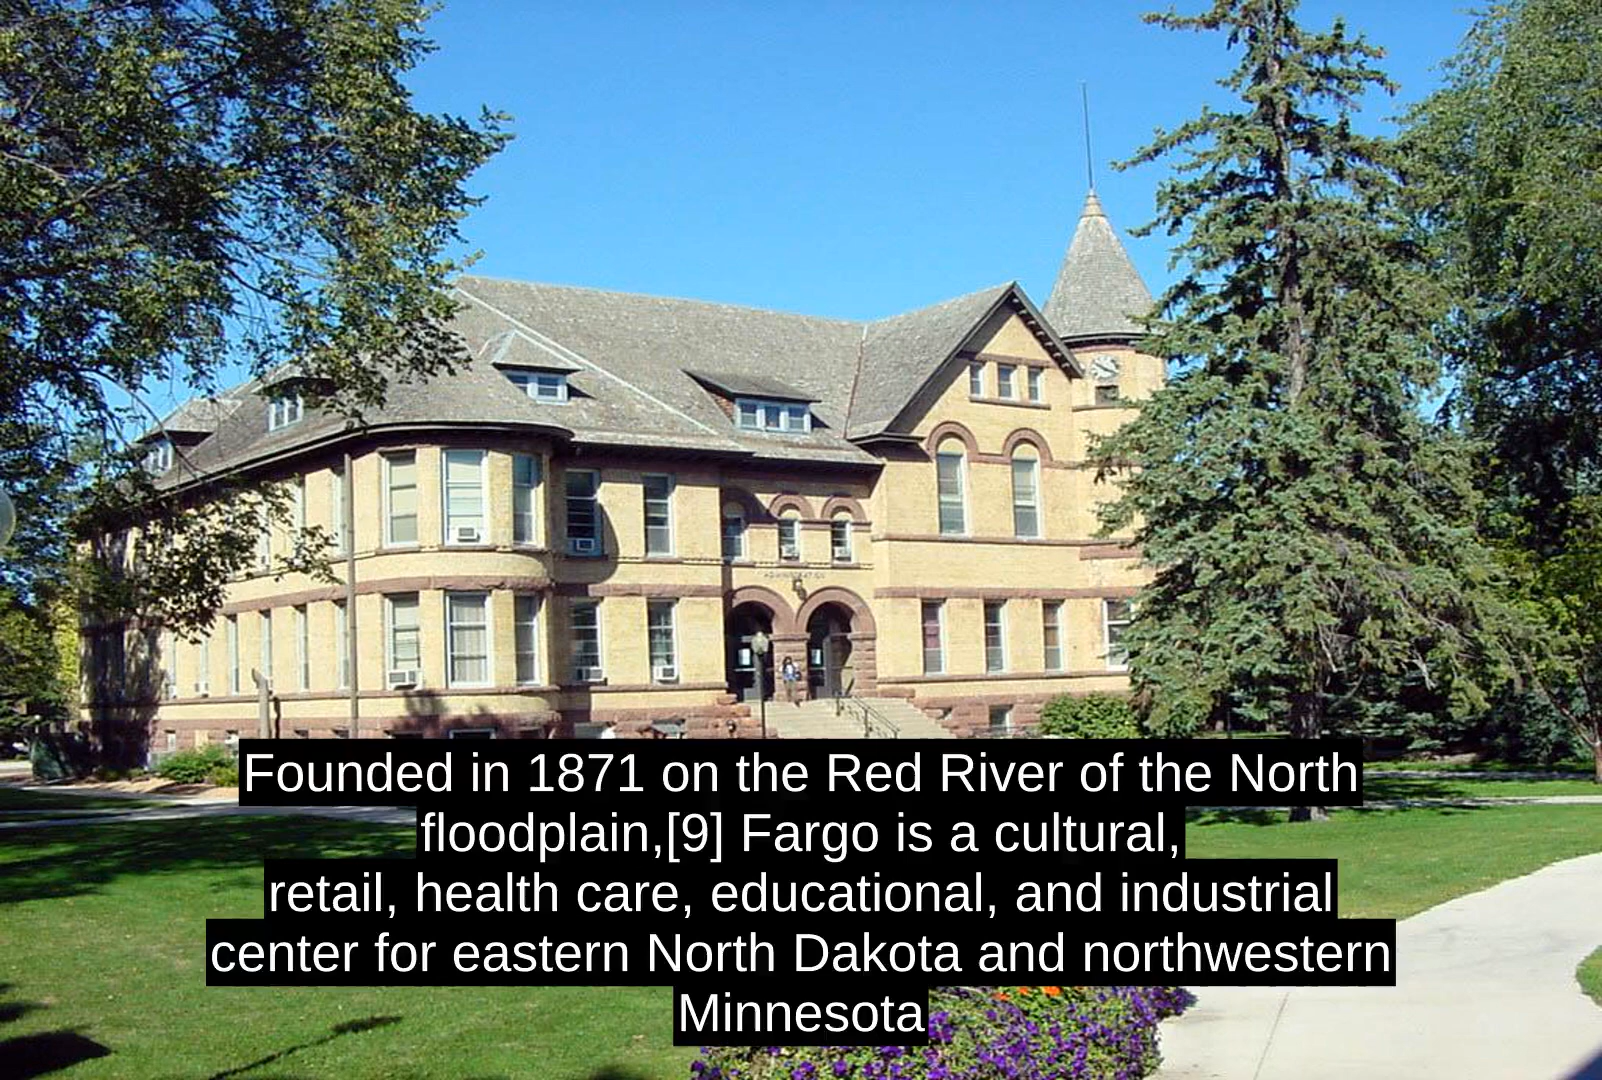 ADMINISTRATION
Founded in 1871 on the Red River of the North
floodplain,[9] Fargo is a cultural,
retail, health care, educational, and industrial
center for eastern North Dakota and northwestern
Minnesota